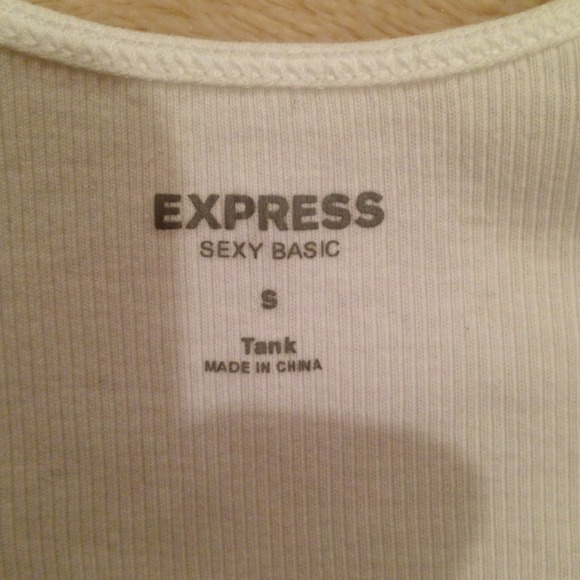 EXPRESS
SEXY BASIC
S
Tank
MADE IN CHINA